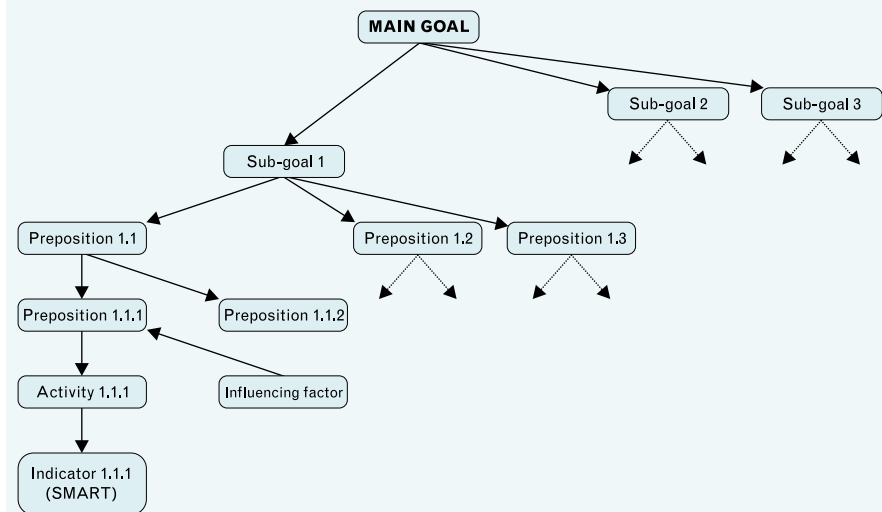 MAIN GOAL
Sub-goal 2
Sub-goal 3
Sub-goal 1
Preposition 1.1
Preposition 1.2
Preposition 1.3
Preposition 1.1.1
Preposition 1.1.2
Activity 1.1.1
Influencing factor
Indicator 1.1.1
(SMART)